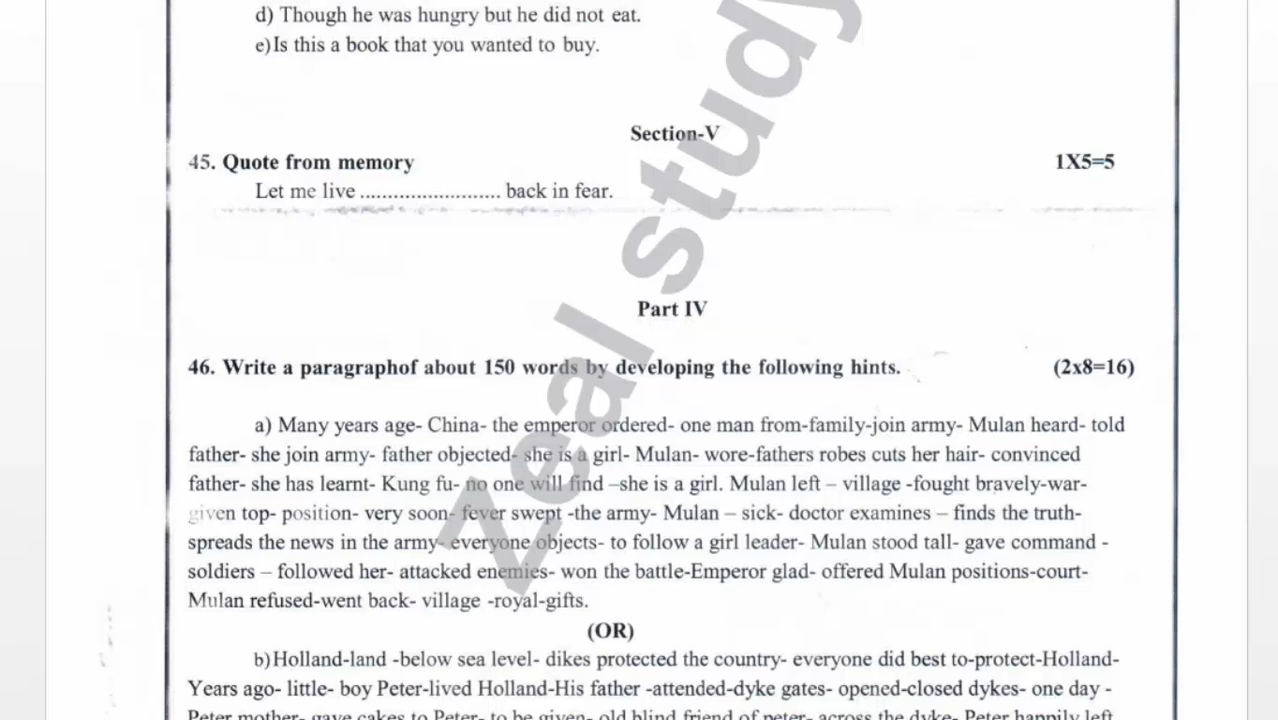 d) Though he was hungry but he did not eat.
e)Is this a book that you wanted to buy.
Section-V
45. Quote from memory 1X5=5
Let me live ......................... back in fear.
Part IV
46. Write a paragraphof about 150 words by developing the following hints. (2x8=16)
a) Many years age- China- the emperor ordered- one man from-family-join army- Mulan heard- told
father- she join army- father objected- she is a girl- Mulan- wore-fathers robes cuts her hair- convinced
father- she has learnt- Kung fu- no one will find –she is a girl. Mulan left – village -fought bravely-war-
given top- position- very soon- fever swept -the army- Mulan – sick- doctor examines – finds the truth-
spreads the news in the army- everyone objects- to follow a girl leader- Mulan stood tall- gave command -
soldiers – followed her- attacked enemies- won the battle-Emperor glad- offered Mulan positions-court-
Mulan refused-went back- village -royal-gifts.
(OR)
b)Holland-land -below sea level- dikes protected the country- everyone did best to-protect-Holland-
Years ago- little- boy Peter-lived Holland-His father -attended-dyke gates- opened-closed dykes- one day -
Peter mother- gave cakes to Peter- to be given- old blind friend of peter- across the dyke- Peter happily left
Zeal study